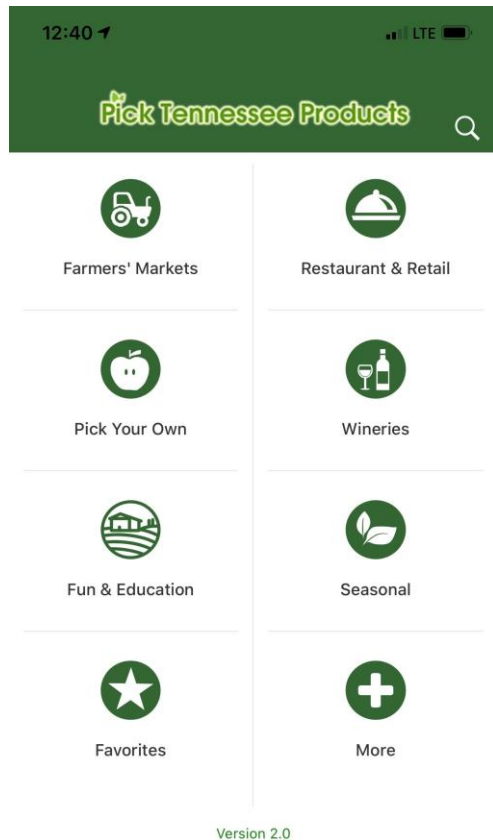 12:40
LTE
Pick Tennessee Products
Farmers' Markets
Restaurant & Retail
Pick Your Own
Wineries
Fun & Education
Seasonal
Favorites
More
Version 2.0